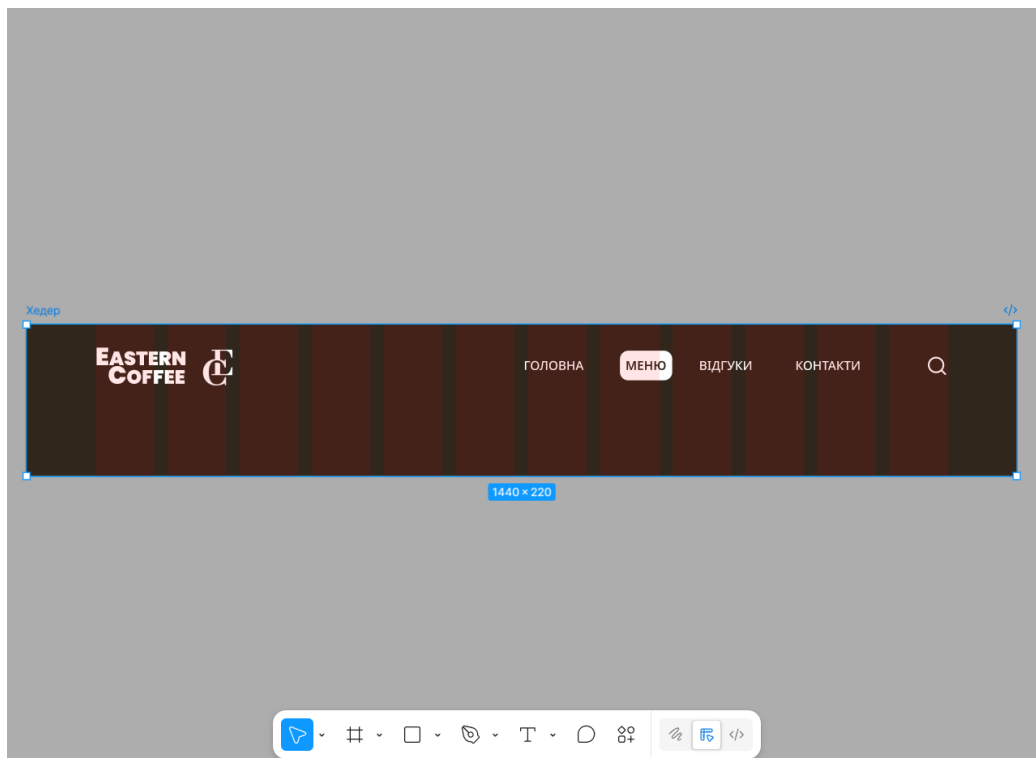 Хедер
EASTERN
COFFEE
ГОЛОВНА
МЕНЮ
ВІДГУКИ
КОНТАКТИ
1440 × 220